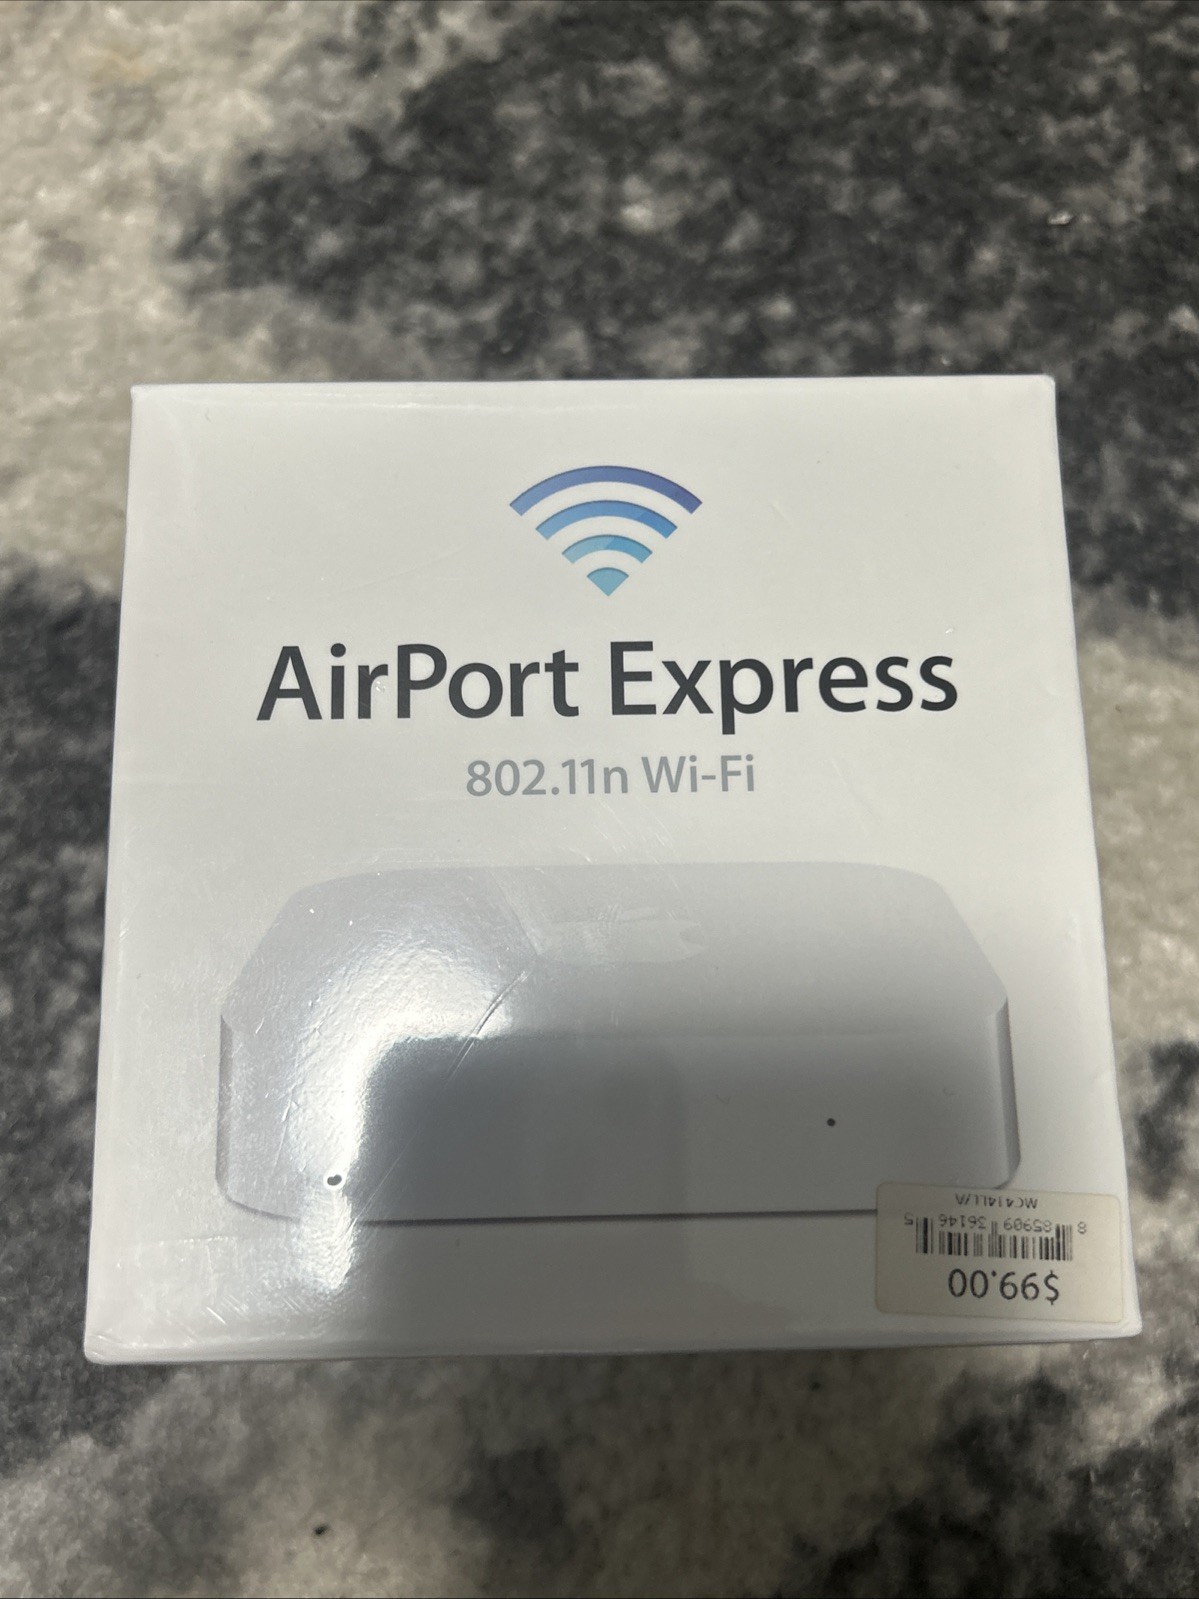 AirPort Express
802.11n Wi-Fi
$99.00
8 85909 36146 5
MC414LL/A